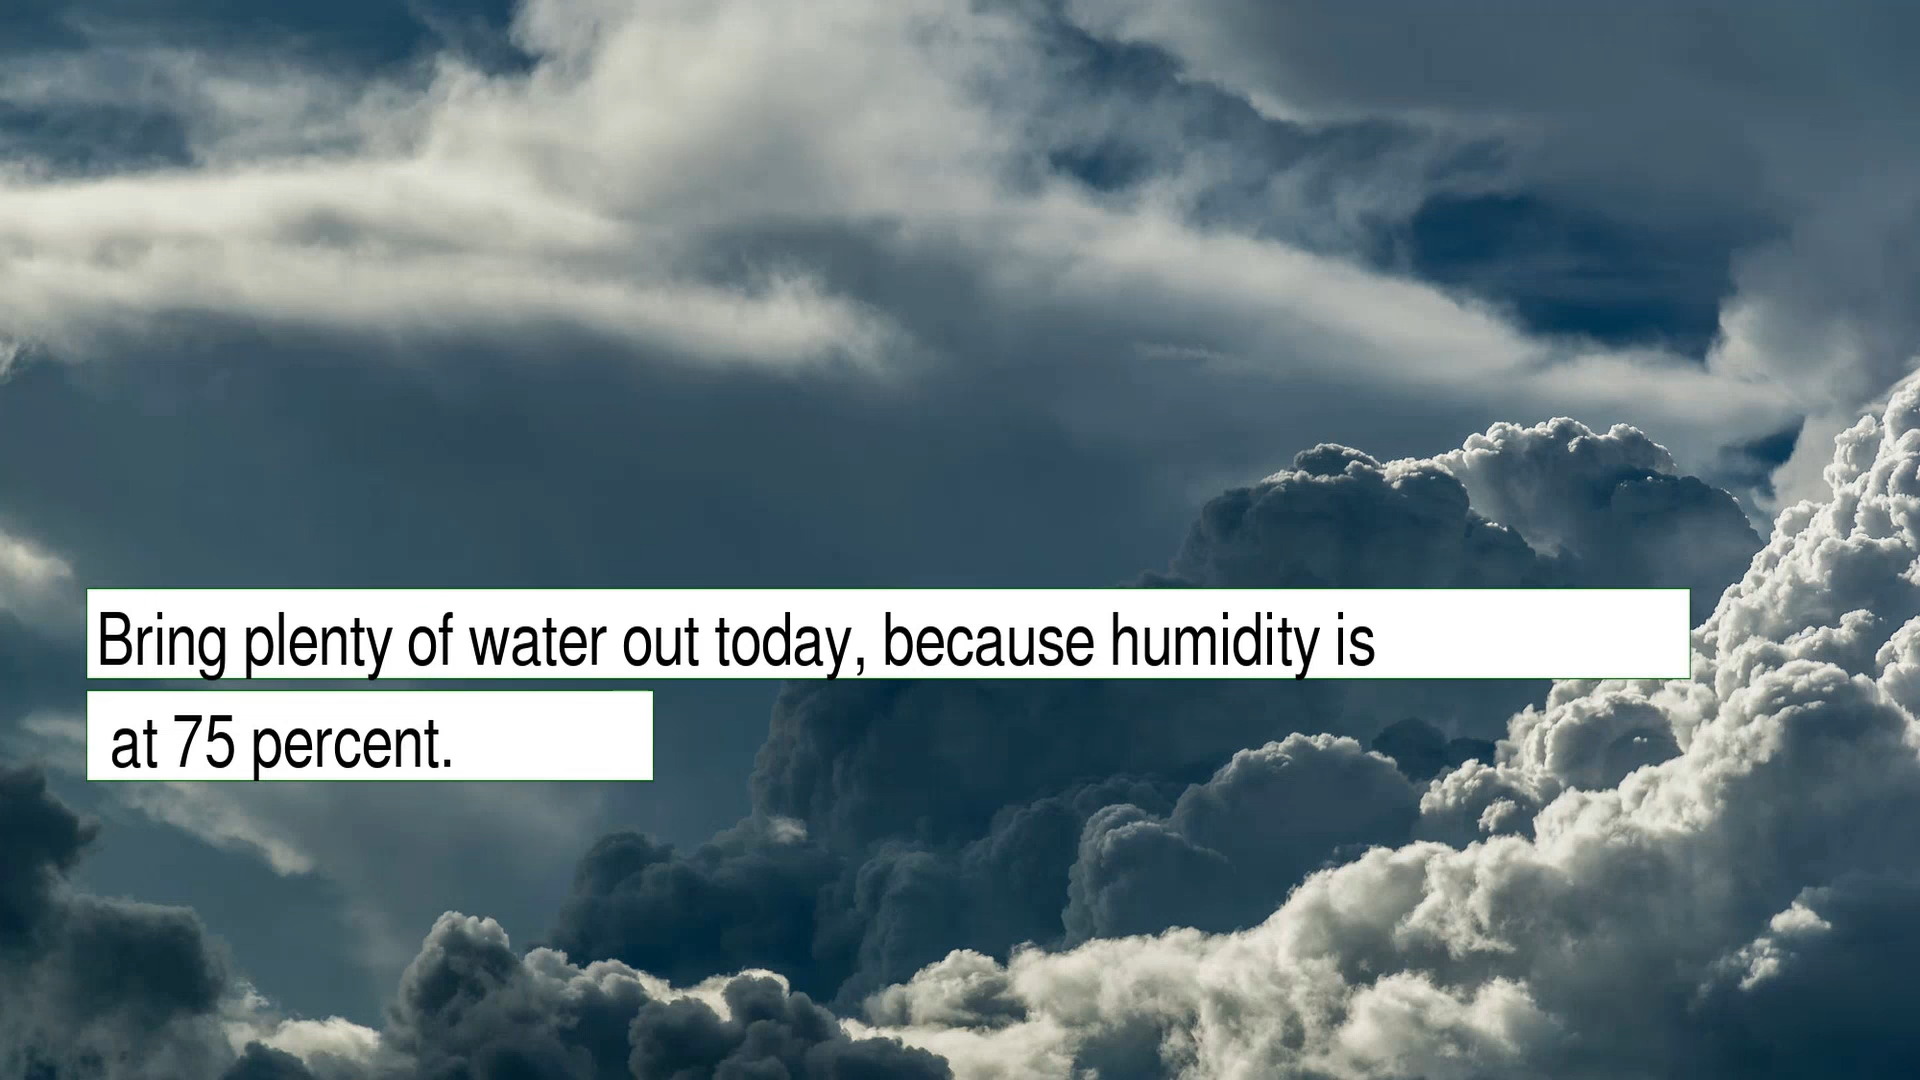 Bring plenty of water out today, because humidity is
at 75 percent.